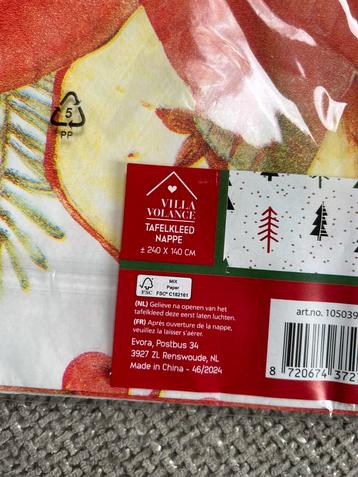 5
PP
VILLA
VOLANCE
TAFELKLEED
NAPPE
± 240 X 140 CM
FSC
MIX
Paper
FSC® C182101
(NL) Gelieve na openen van het
tafelkleed deze eerst laten luchten.
(FR) Après ouverture de la nappe,
veuillez la laisser s'aérer.
Evora, Postbus 34
3927 ZL Renswoude, NL
Made in China - 46/2024
art.no. 105039
8 720674 372